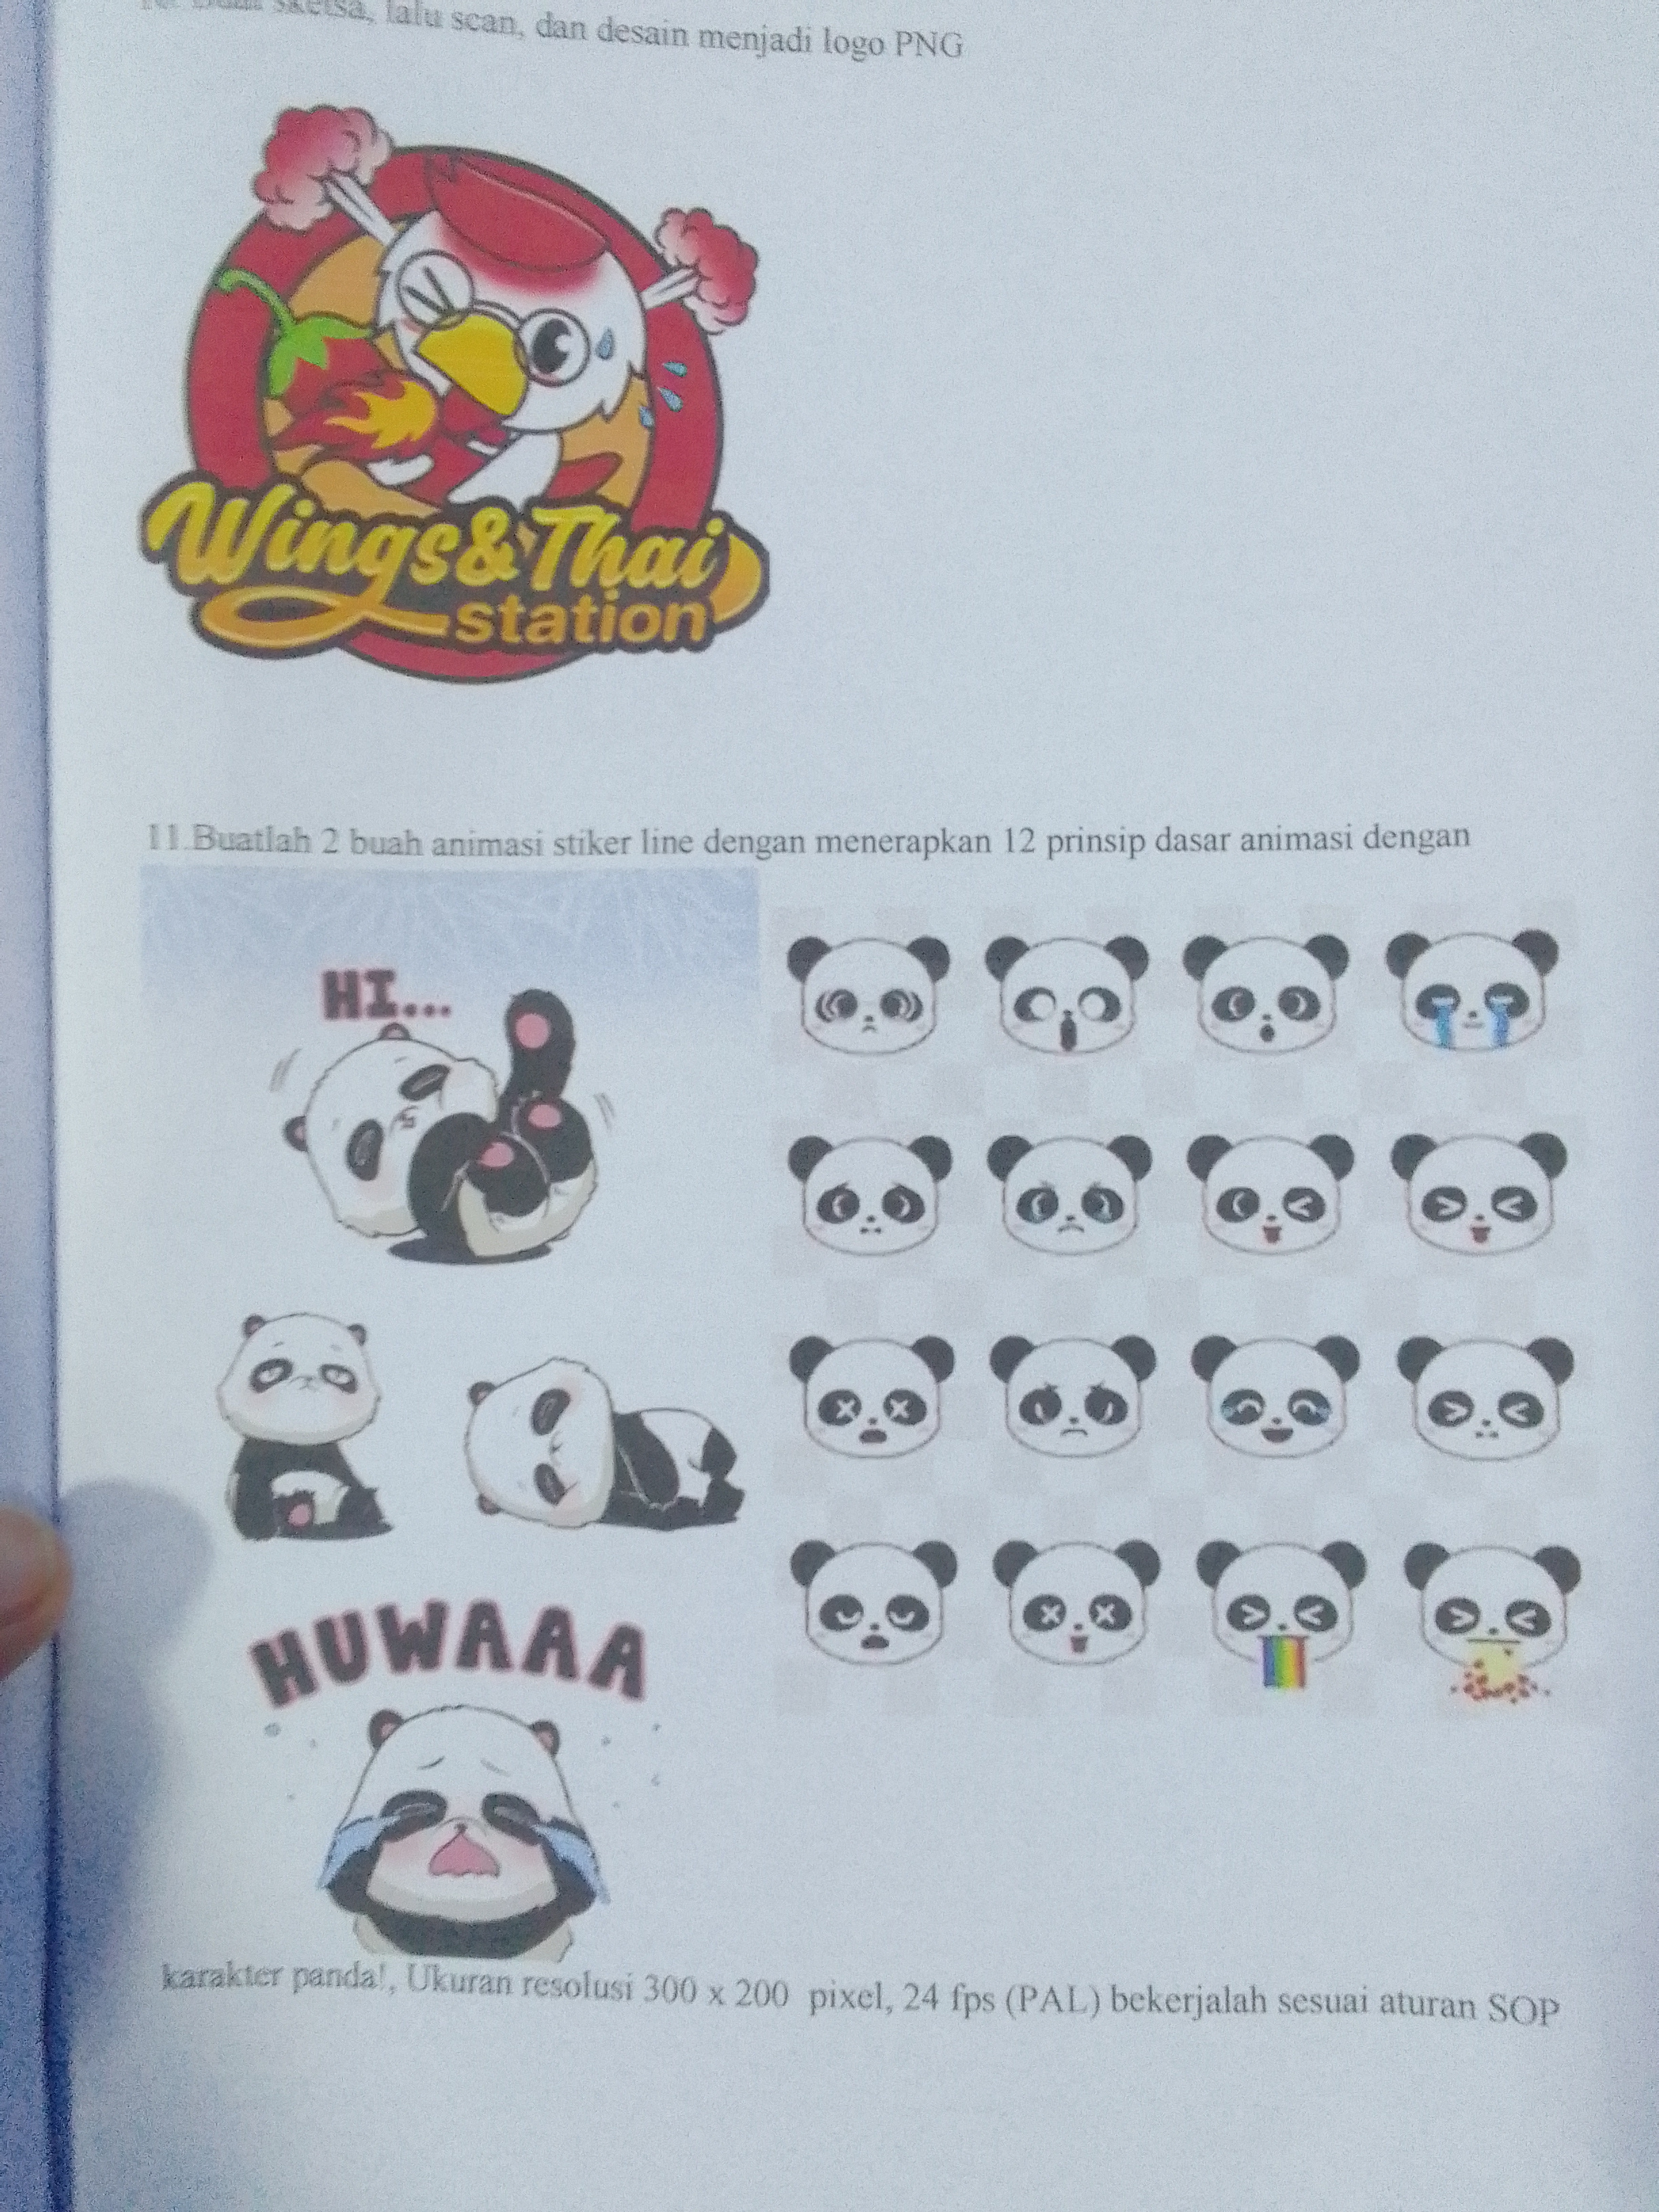 sketsa, lalu scan, dan desain menjadi logo PNG
Wings&Thai
station
11.Buatlah 2 buah animasi stiker line dengan menerapkan 12 prinsip dasar animasi dengan
HI...
HUWAAA
karakter panda!, Ukuran resolusi 300 x 200 pixel, 24 fps (PAL) bekerjalah sesuai aturan SOP